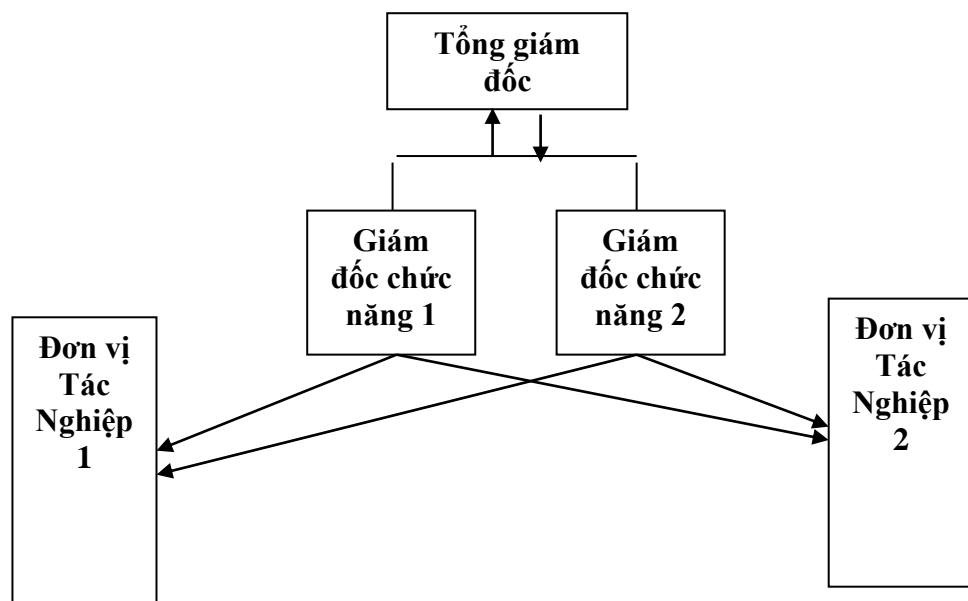 Tổng giám
đốc
Giám
đốc chức
năng 1
Giám
đốc chức
năng 2
Đơn vị
Tác
Nghiệp
1
Đơn vị
Tác
Nghiệp
2